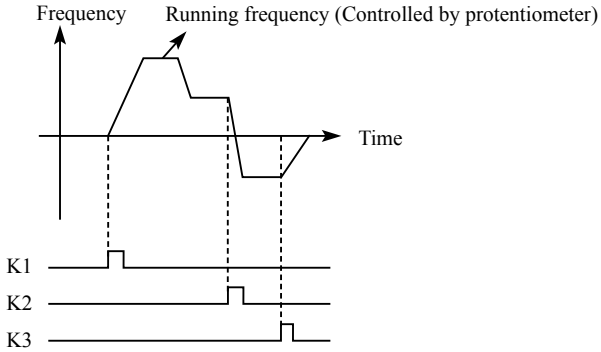 Frequency
Running frequency (Controlled by protentiometer)
Time
K1
K2
K3